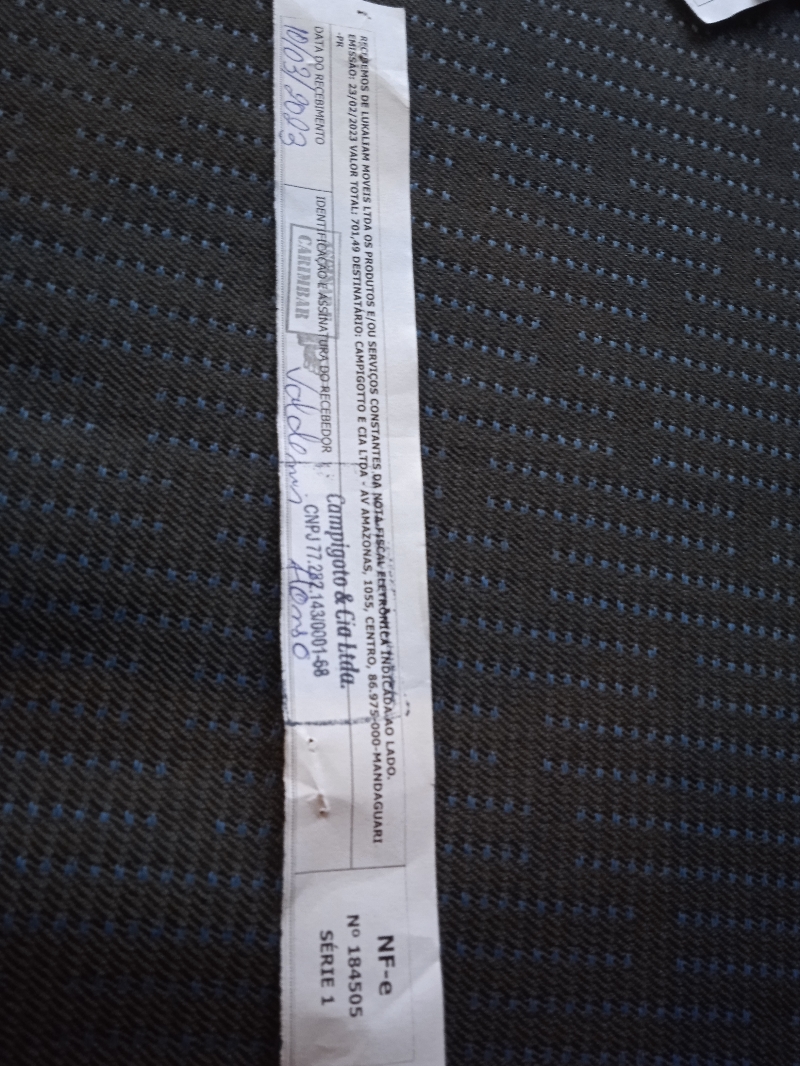 RECEBEMOS DE LUKALIAM MOVEIS LTDA OS PRODUTOS E/OU SERVIÇOS CONSTANTES DA NOTA FISCAL ELETRÔNICA INDICADA AO LADO.
EMISSÃO: 23/02/2023 VALOR TOTAL: 701,49 DESTINATÁRIO: CAMPIGOTTO E CIA LTDA - AV AMAZONAS, 1055, CENTRO, 86.975-000-MANDAGUARI
-PR
DATA DO RECEBIMENTO
10/03/2023
IDENTIFICAÇÃO E ASSINATURA DO RECEBEDOR
CARIMBAR
Valdemir Afonso
Campigoto & Cia Ltda.
CNPJ 77.282.143/0001-68
NF-e
Nº 184505
SÉRIE 1